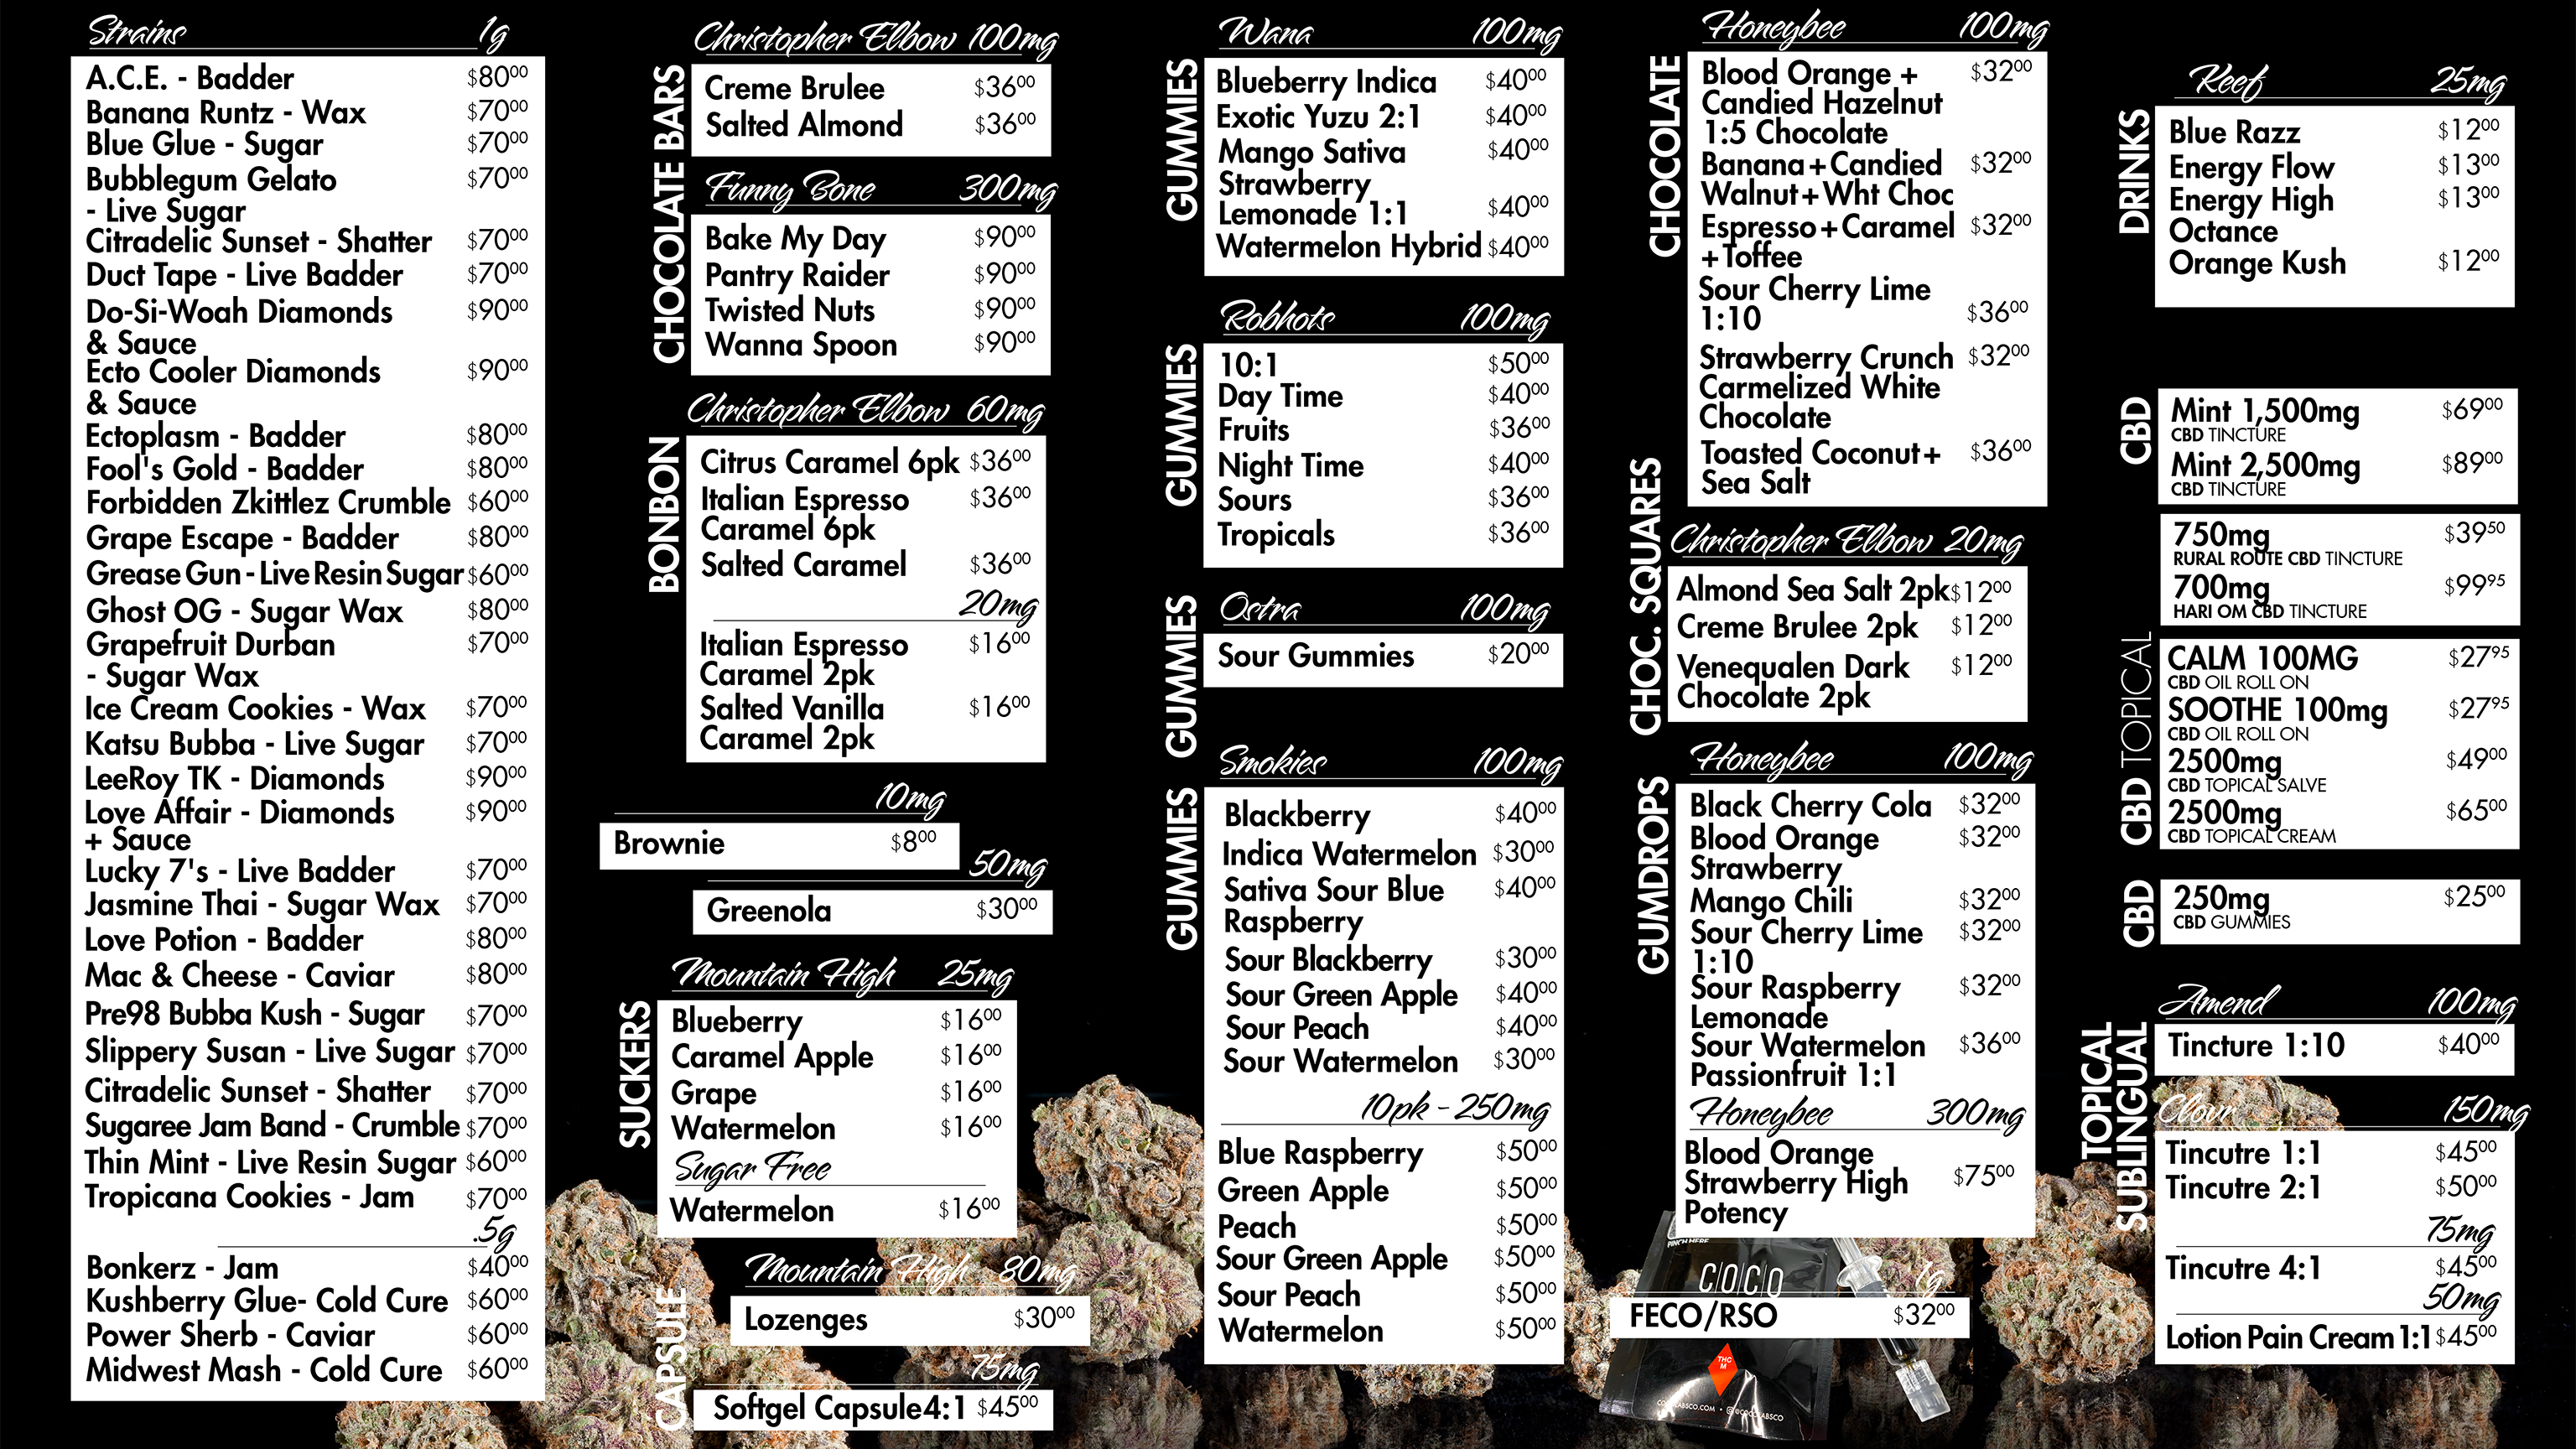 Strains 1g
A.C.E. - Badder $80.00
Banana Runtz - Wax $70.00
Blue Glue - Sugar $70.00
Bubblegum Gelato $70.00
- Live Sugar
Citradelic Sunset - Shatter $70.00
Duct Tape - Live Badder $70.00
Do-Si-Woah Diamonds $90.00
& Sauce
Ecto Cooler Diamonds $90.00
& Sauce
Ectoplasm - Badder $80.00
Fool's Gold - Badder $80.00
Forbidden Zkittlez Crumble $60.00
Grape Escape - Badder $80.00
Grease Gun - Live Resin Sugar $60.00
Ghost OG - Sugar Wax $80.00
Grapefruit Durban $70.00
- Sugar Wax
Ice Cream Cookies - Wax $70.00
Katsu Bubba - Live Sugar $70.00
LeeRoy TK - Diamonds $90.00
Love Affair - Diamonds $90.00
+ Sauce
Lucky 7's - Live Badder $70.00
Jasmine Thai - Sugar Wax $70.00
Love Potion - Badder $80.00
Mac & Cheese - Caviar $80.00
Pre98 Bubba Kush - Sugar $70.00
Slippery Susan - Live Sugar $70.00
Citradelic Sunset - Shatter $70.00
Sugaree Jam Band - Crumble $70.00
Thin Mint - Live Resin Sugar $60.00
Tropicana Cookies - Jam $70.00
.5g
Bonkerz - Jam $40.00
Kushberry Glue- Cold Cure $60.00
Power Sherb - Caviar $60.00
Midwest Mash - Cold Cure $60.00
CHOCOLATE BARS
Christopher Elbow 100mg
Creme Brulee $36.00
Salted Almond $36.00
Funny Bone 300mg
Bake My Day $90.00
Pantry Raider $90.00
Twisted Nuts $90.00
Wanna Spoon $90.00
BONBON
Christopher Elbow 60mg
Citrus Caramel 6pk $36.00
Italian Espresso $36.00
Caramel 6pk
Salted Caramel $36.00
20mg
Italian Espresso $16.00
Caramel 2pk
Salted Vanilla $16.00
Caramel 2pk
10mg
Brownie $8.00
50mg
Greenola $30.00
SUCKERS
Mountain High 25mg
Blueberry $16.00
Caramel Apple $16.00
Grape $16.00
Watermelon $16.00
Sugar Free
Watermelon $16.00
Mountain High 80mg
Lozenges $30.00
CAPSULE
75mg
Softgel Capsule4:1 $45.00
GUMMIES
Wana 100mg
Blueberry Indica $40.00
Exotic Yuzu 2:1 $40.00
Mango Sativa $40.00
Strawberry
Lemonade 1:1 $40.00
Watermelon Hybrid $40.00
GUMMIES
Robhots 100mg
10:1 $50.00
Day Time $40.00
Fruits $36.00
Night Time $40.00
Sours $36.00
Tropicals $36.00
GUMMIES
Ostra 100mg
Sour Gummies $20.00
GUMMIES
Smokies 100mg
Blackberry $40.00
Indica Watermelon $30.00
Sativa Sour Blue $40.00
Raspberry
Sour Blackberry $30.00
Sour Green Apple $40.00
Sour Peach $40.00
Sour Watermelon $30.00
10pk - 250mg
Blue Raspberry $50.00
Green Apple $50.00
Peach $50.00
Sour Green Apple $50.00
Sour Peach $50.00
Watermelon $50.00
CHOCOLATE
Honeybee 100mg
Blood Orange + $32.00
Candied Hazelnut
1:5 Chocolate
Banana+Candied $32.00
Walnut+Wht Choc
Espresso+Caramel $32.00
+Toffee
Sour Cherry Lime
1:10 $36.00
Strawberry Crunch $32.00
Carmelized White
Chocolate
Toasted Coconut+ $36.00
Sea Salt
CHOC. SQUARES
Christopher Elbow 20mg
Almond Sea Salt 2pk $12.00
Creme Brulee 2pk $12.00
Venequalen Dark $12.00
Chocolate 2pk
GUMDROPS
Honeybee 100mg
Black Cherry Cola $32.00
Blood Orange $32.00
Strawberry
Mango Chili $32.00
Sour Cherry Lime $32.00
1:10
Sour Raspberry $32.00
Lemonade
Sour Watermelon $36.00
Passionfruit 1:1
Honeybee 300mg
Blood Orange
Strawberry High $75.00
Potency
PINCH HERE
C/O/C/O
1g
FECO/RSO $32.00
THC
M
DRINKS
Keef 25mg
Blue Razz $12.00
Energy Flow $13.00
Energy High $13.00
Octance
Orange Kush $12.00
CBD
Mint 1,500mg $69.00
CBD TINCTURE
Mint 2,500mg $89.00
CBD TINCTURE
750mg $39.50
RURAL ROUTE CBD TINCTURE
700mg $99.95
HARI OM CBD TINCTURE
CBD TOPICAL
CALM 100MG $27.95
CBD OIL ROLL ON
SOOTHE 100mg $27.95
CBD OIL ROLL ON
2500mg $49.00
CBD TOPICAL SALVE
2500mg $65.00
CBD TOPICAL CREAM
CBD
250mg $25.00
CBD GUMMIES
TOPICAL
SUBLINGUAL
Amend 100mg
Tincture 1:10 $40.00
Clovr 150mg
Tincutre 1:1 $45.00
Tincutre 2:1 $50.00
75mg
Tincutre 4:1 $45.00
50mg
Lotion Pain Cream 1:1 $45.00